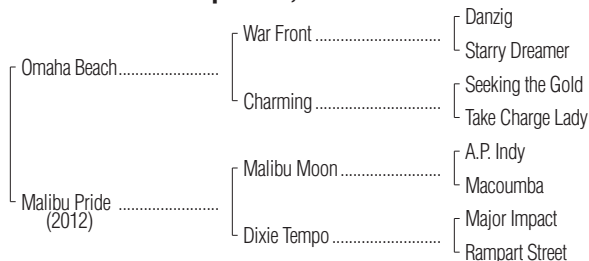 Danzig
War Front ..............................
Starry Dreamer
Omaha Beach........................
Seeking the Gold
Charming ..............................
Take Charge Lady
A.P. Indy
Malibu Moon ........................
Macoumba
Malibu Pride ........................
(2012)
Major Impact
Dixie Tempo ..........................
Rampart Street